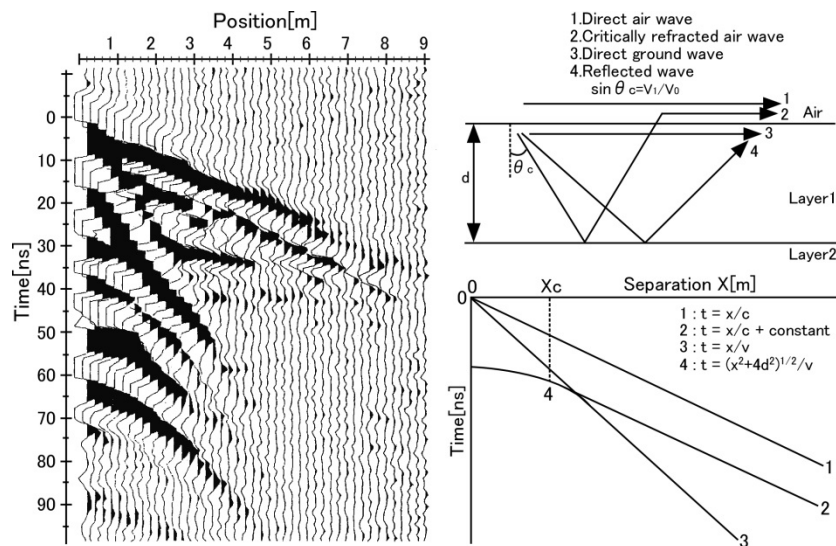 Position[m]
1 2 3 4 5 6 7 8 9
Time[ns]
0
10
20
30
40
50
60
70
80
90
1.Direct air wave
2.Critically refracted air wave
3.Direct ground wave
4.Reflected wave
sin θ c=V₁/V₀
1
2
Air
3
4
d
θ c
Layer1
Layer2
0 Xc Separation X[m]
0
1 : t = x/c
2 : t = x/c + constant
3 : t = x/v
4 : t = (x²+4d²)¹/²/v
4
Time[ns]
1
2
3